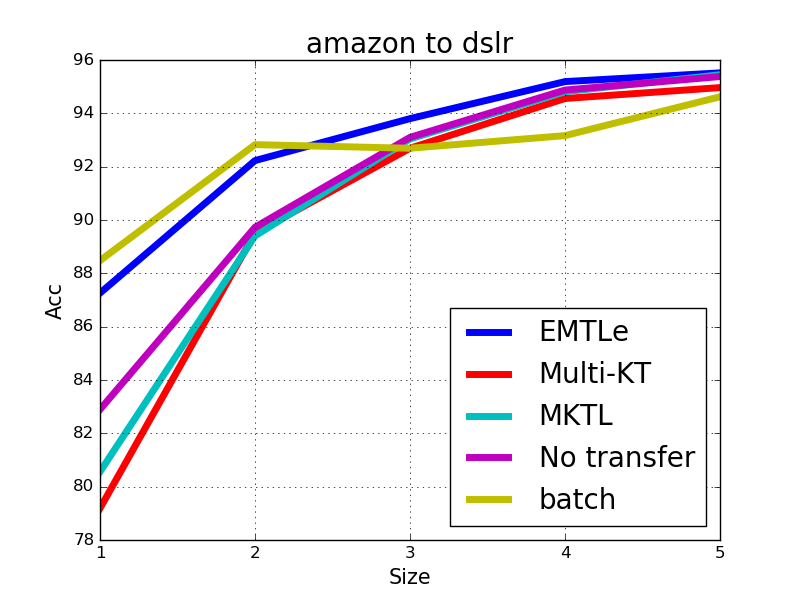 amazon to dslr
96
94
92
90
88
86
84
82
80
78
Acc
EMTLe
Multi-KT
MKTL
No transfer
batch
1 2 3 4 5
Size